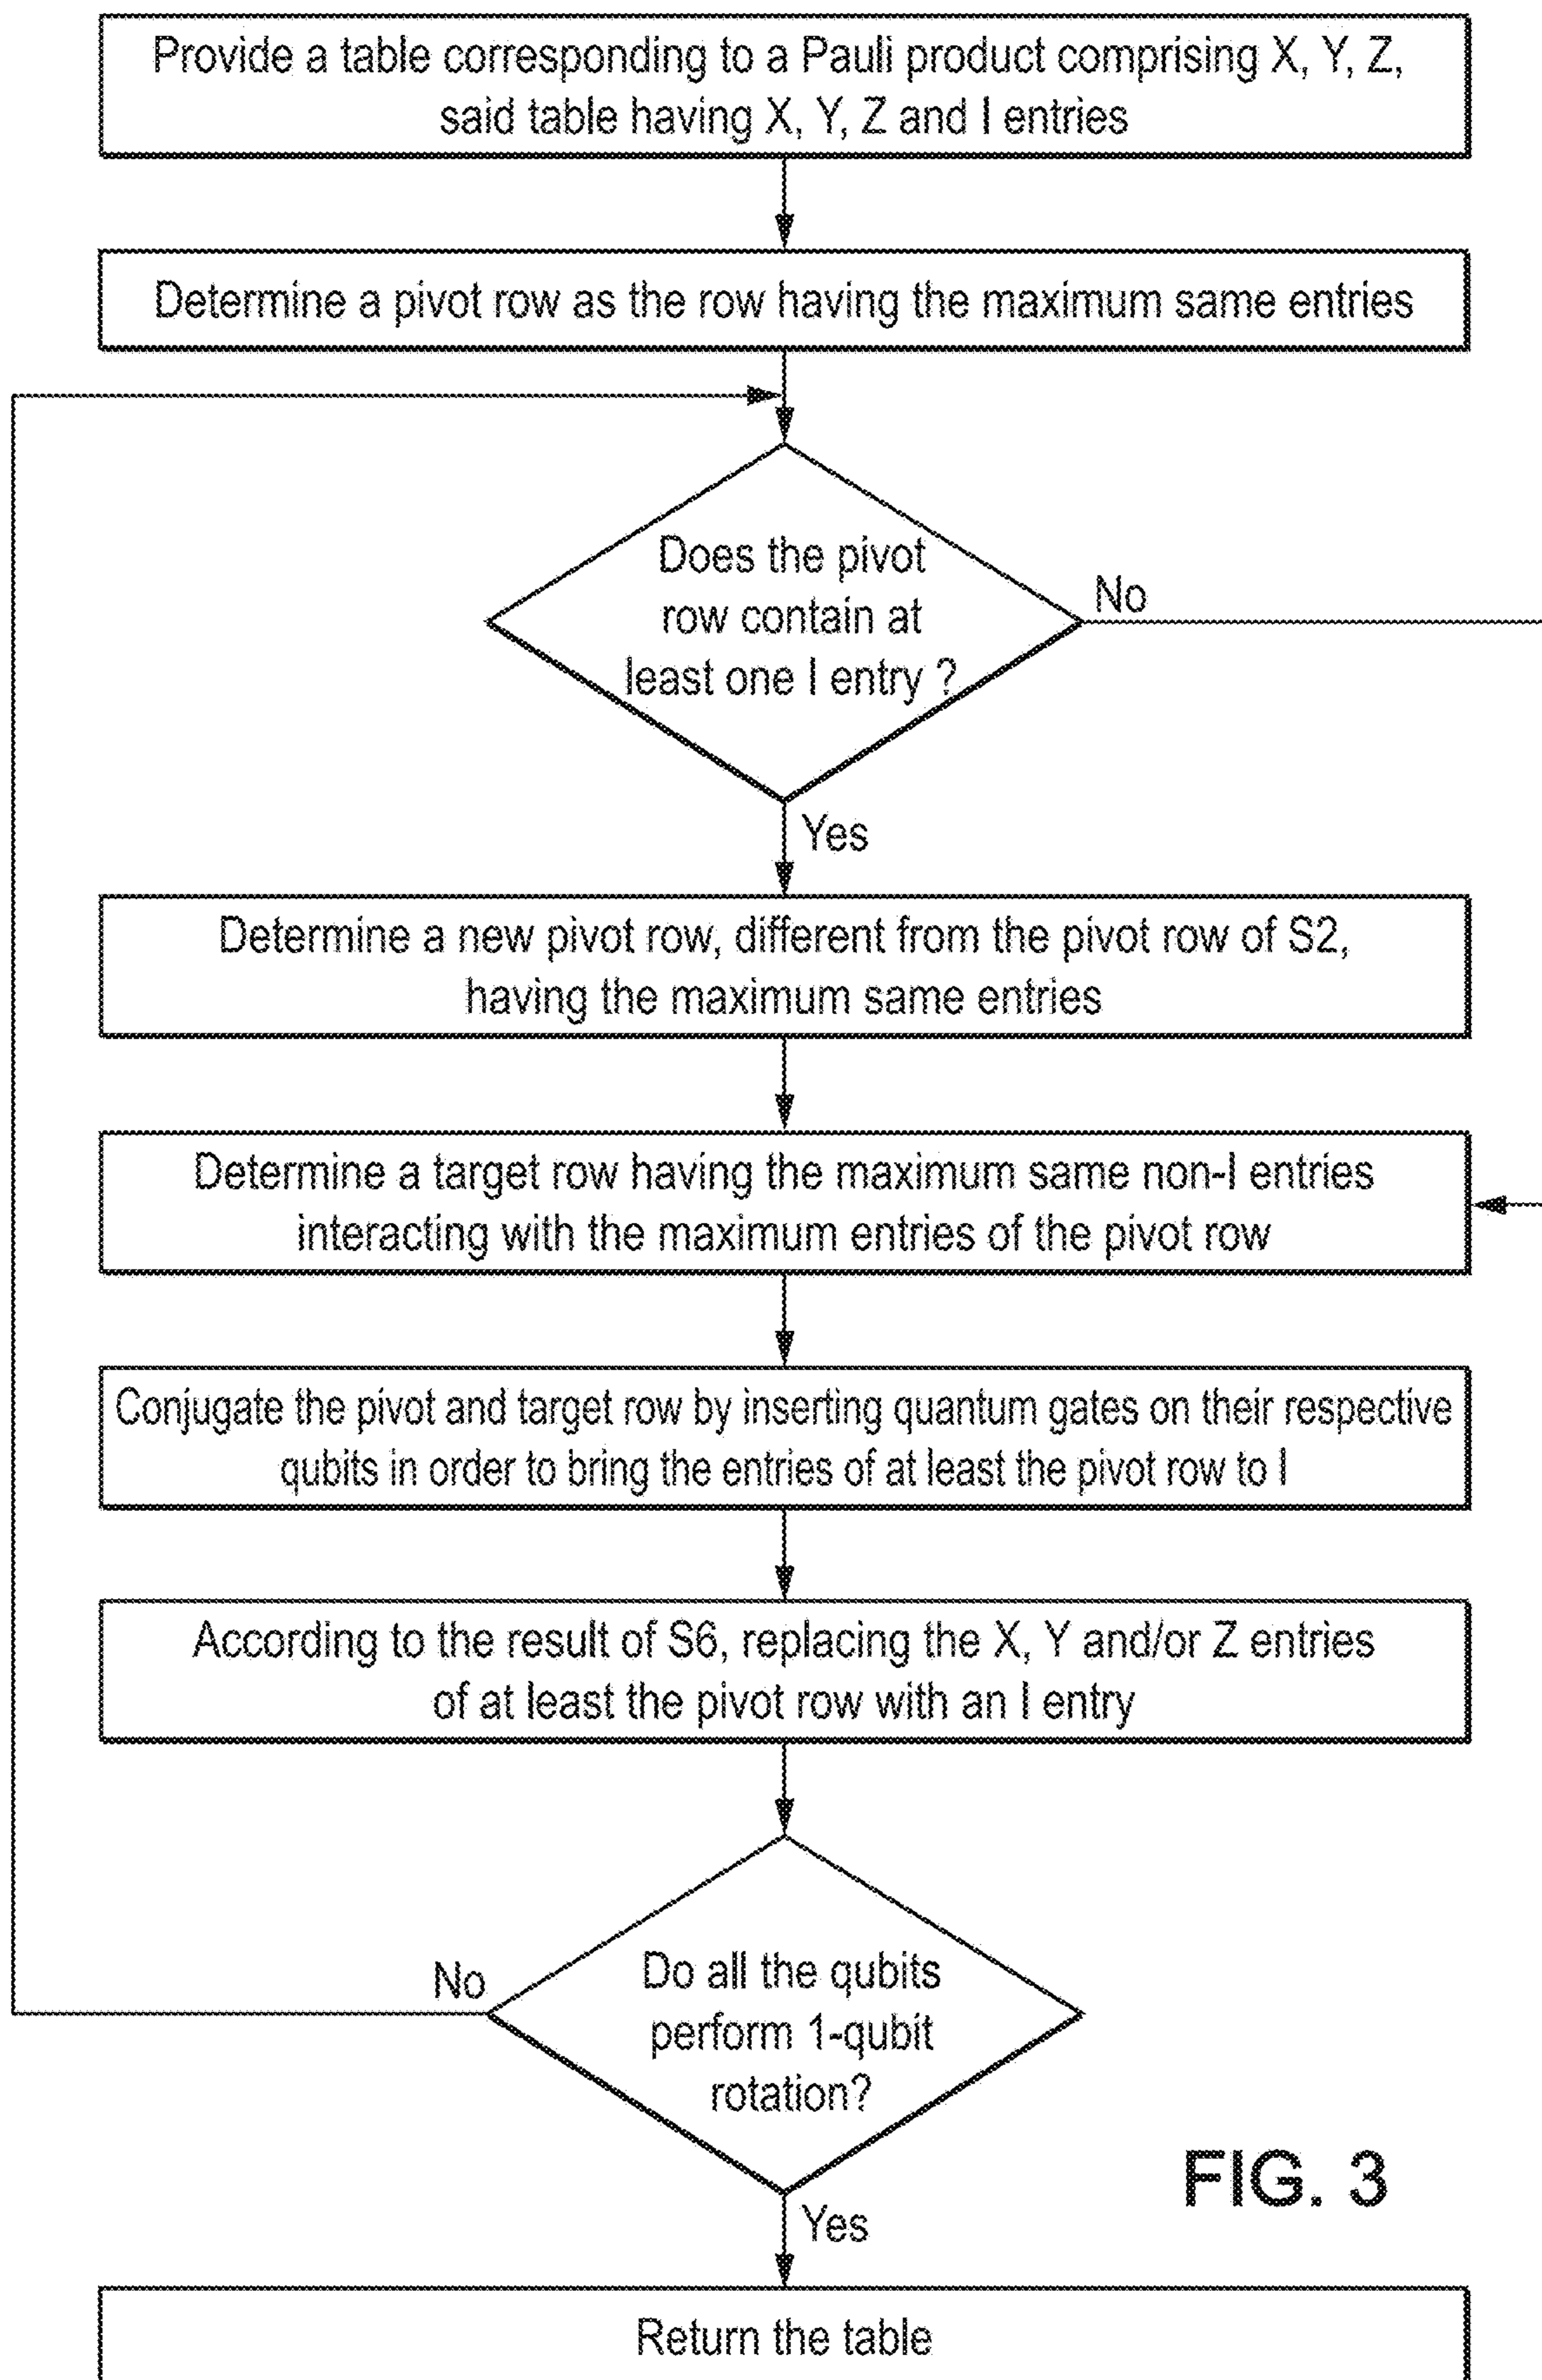 Provide a table corresponding to a Pauli product comprising X, Y, Z,
said table having X, Y, Z and I entries
Determine a pivot row as the row having the maximum same entries
Does the pivot
row contain at
least one I entry ?
No
Yes
Determine a new pivot row, different from the pivot row of S2,
having the maximum same entries
Determine a target row having the maximum same non-I entries
interacting with the maximum entries of the pivot row
Conjugate the pivot and target row by inserting quantum gates on their respective
qubits in order to bring the entries of at least the pivot row to I
According to the result of S6, replacing the X, Y and/or Z entries
of at least the pivot row with an I entry
No
Do all the qubits
perform 1-qubit
rotation?
Yes
FIG. 3
Return the table